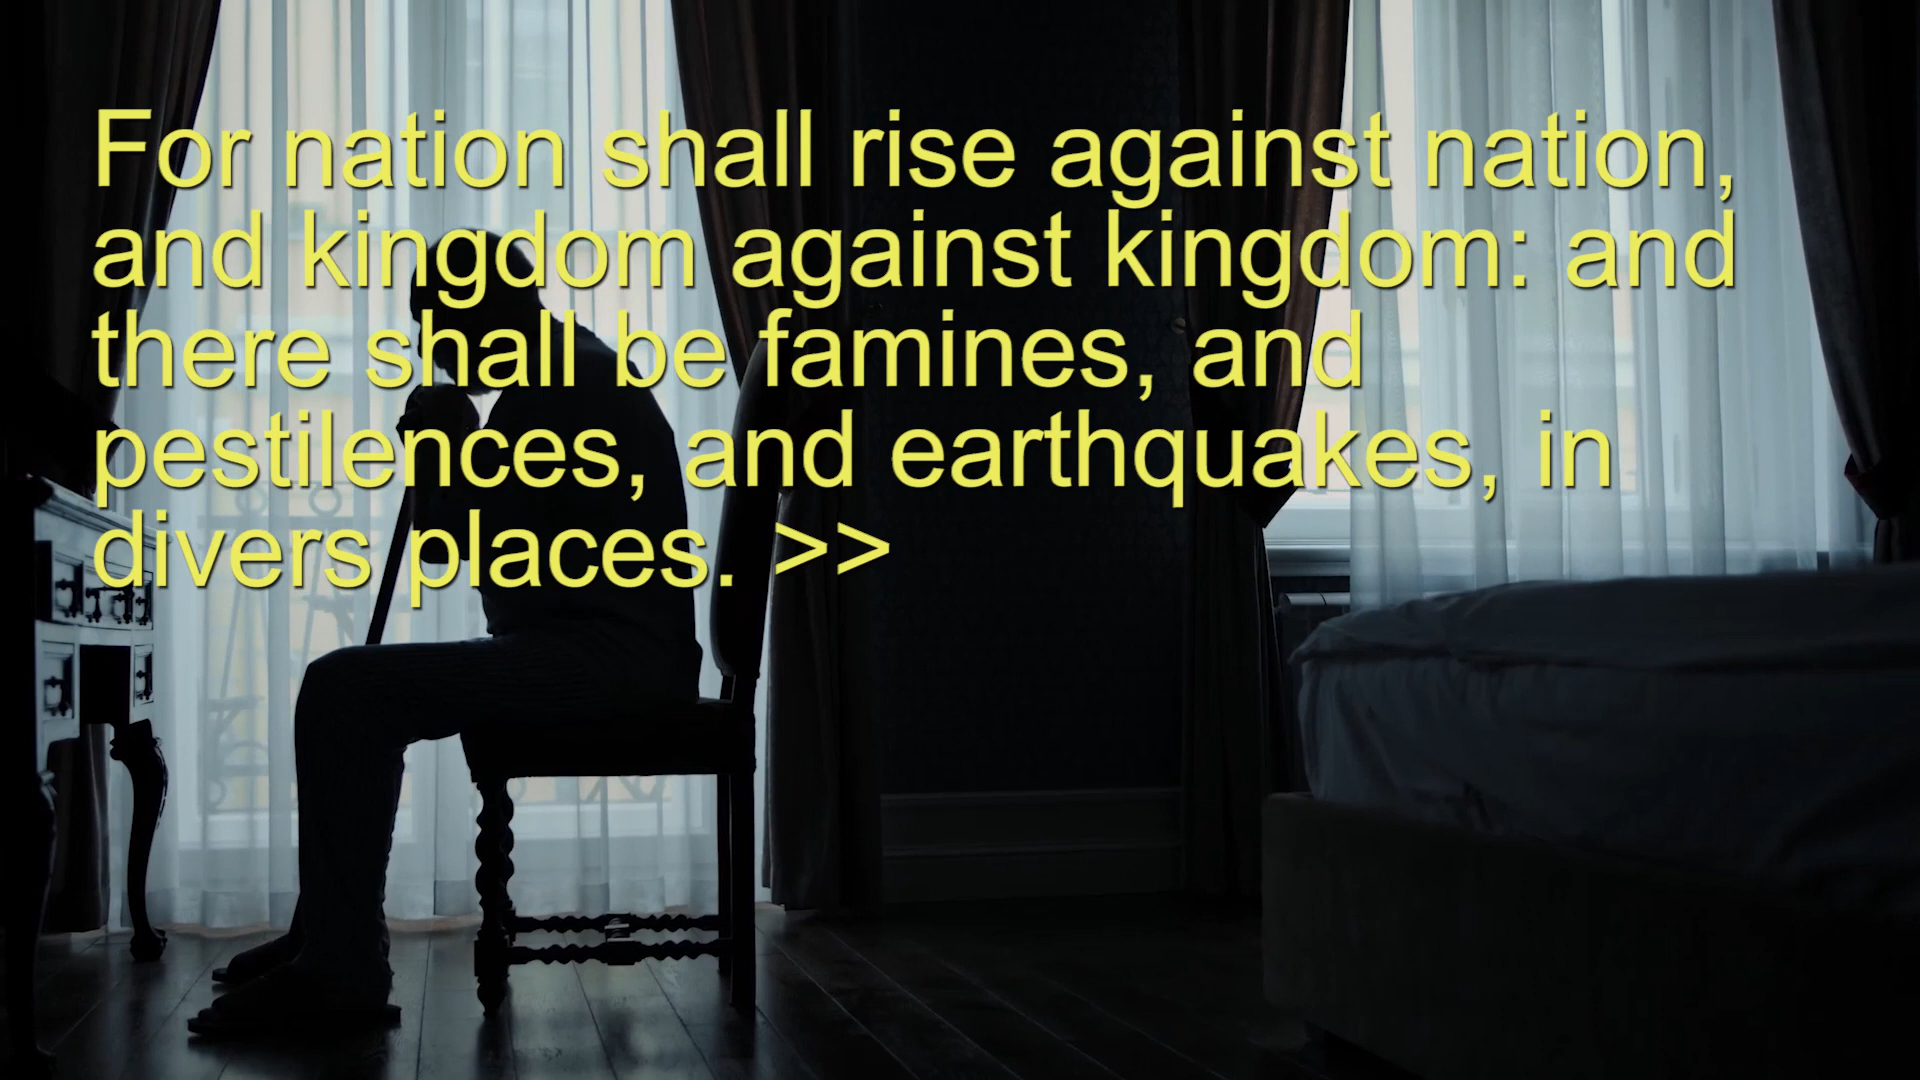 For nation shall rise against nation,
and kingdom against kingdom: and
there shall be famines, and
pestilences, and earthquakes, in
divers places. >>